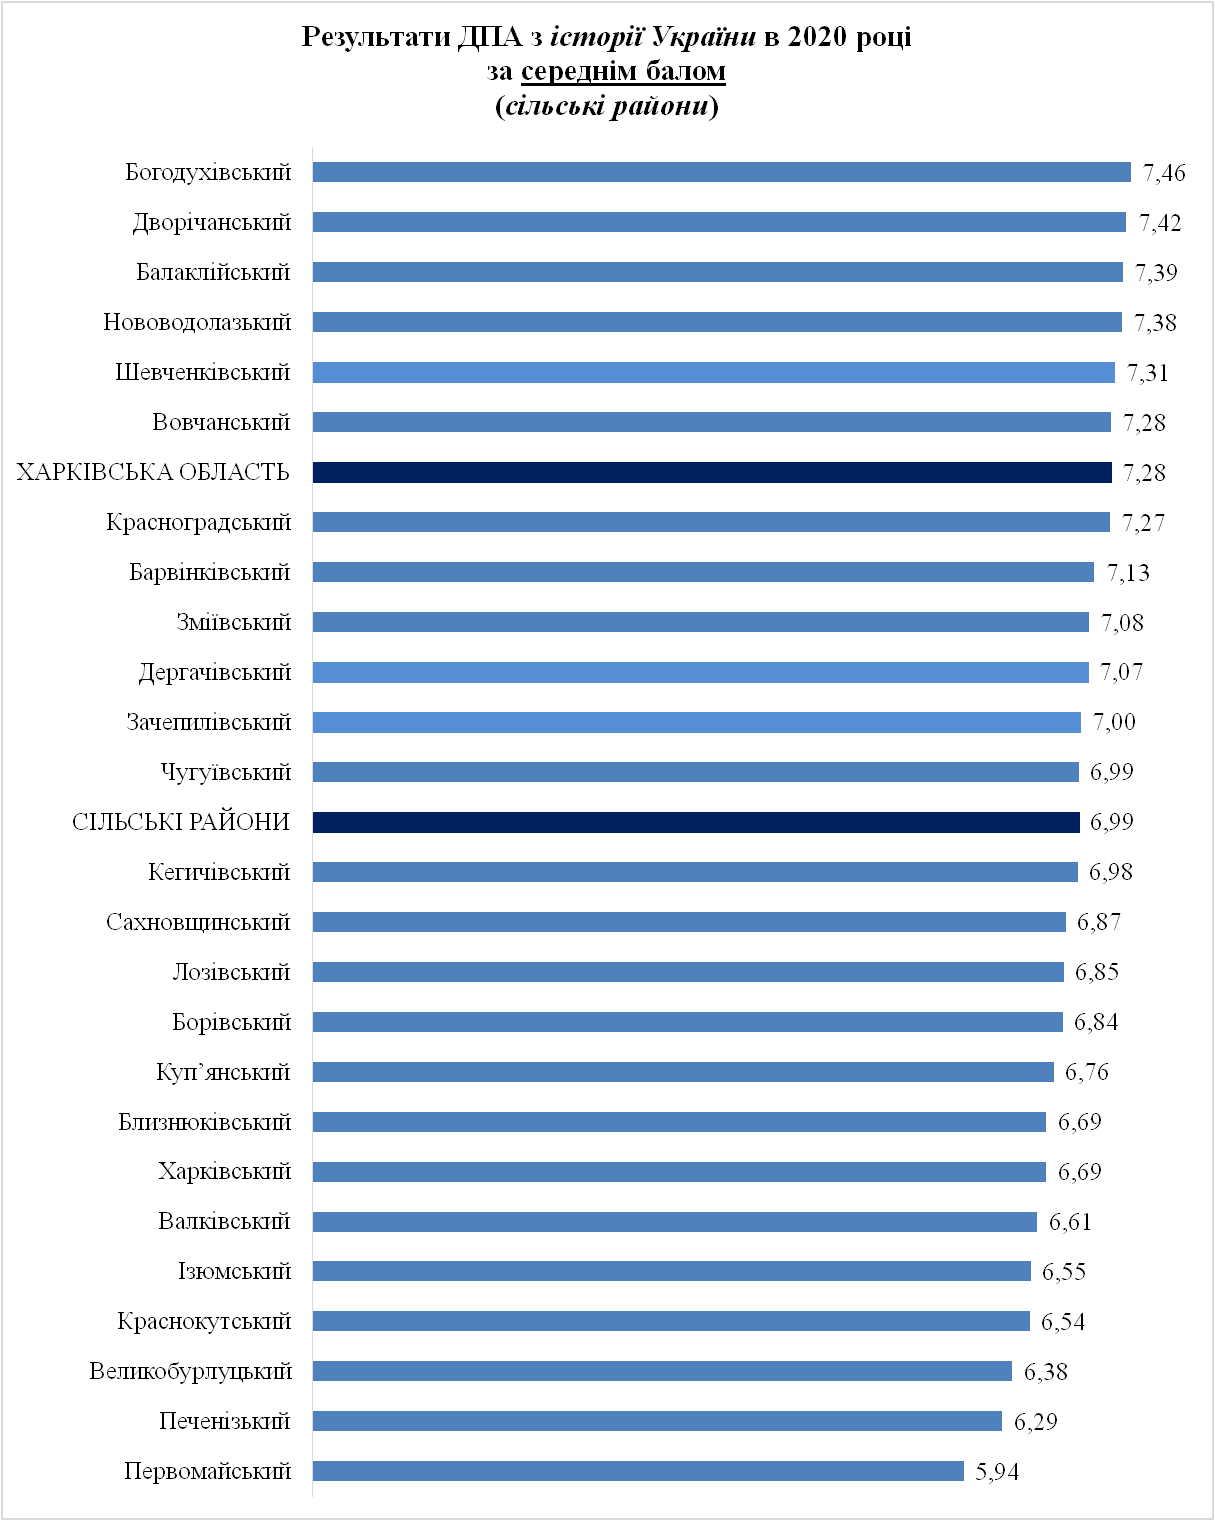 Результати ДПА з історії України в 2020 році
за середнім балом
(сільські райони)
Богодухівський 7,46
Дворічанський 7,42
Балаклійський 7,39
Нововодолазький 7,38
Шевченківський 7,31
Вовчанський 7,28
ХАРКІВСЬКА ОБЛАСТЬ 7,28
Красноградський 7,27
Барвінківський 7,13
Зміївський 7,08
Дергачівський 7,07
Зачепилівський 7,00
Чугуївський 6,99
СІЛЬСЬКІ РАЙОНИ 6,99
Кегичівський 6,98
Сахновщинський 6,87
Лозівський 6,85
Борівський 6,84
Куп’янський 6,76
Близнюківський 6,69
Харківський 6,69
Валківський 6,61
Ізюмський 6,55
Краснокутський 6,54
Великобурлуцький 6,38
Печенізький 6,29
Первомайський 5,94